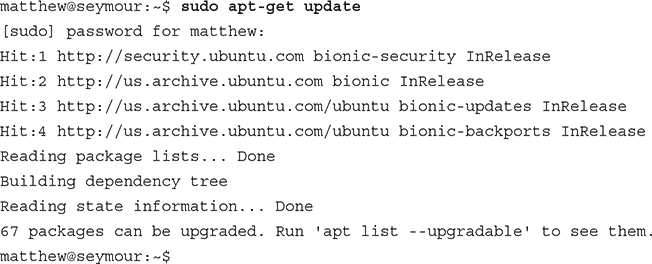 matthew@seymour:~$ sudo apt-get update
[sudo] password for matthew:
Hit:1 http://security.ubuntu.com bionic-security InRelease
Hit:2 http://us.archive.ubuntu.com bionic InRelease
Hit:3 http://us.archive.ubuntu.com/ubuntu bionic-updates InRelease
Hit:4 http://us.archive.ubuntu.com/ubuntu bionic-backports InRelease
Reading package lists... Done
Building dependency tree
Reading state information... Done
67 packages can be upgraded. Run 'apt list --upgradable' to see them.
matthew@seymour:~$